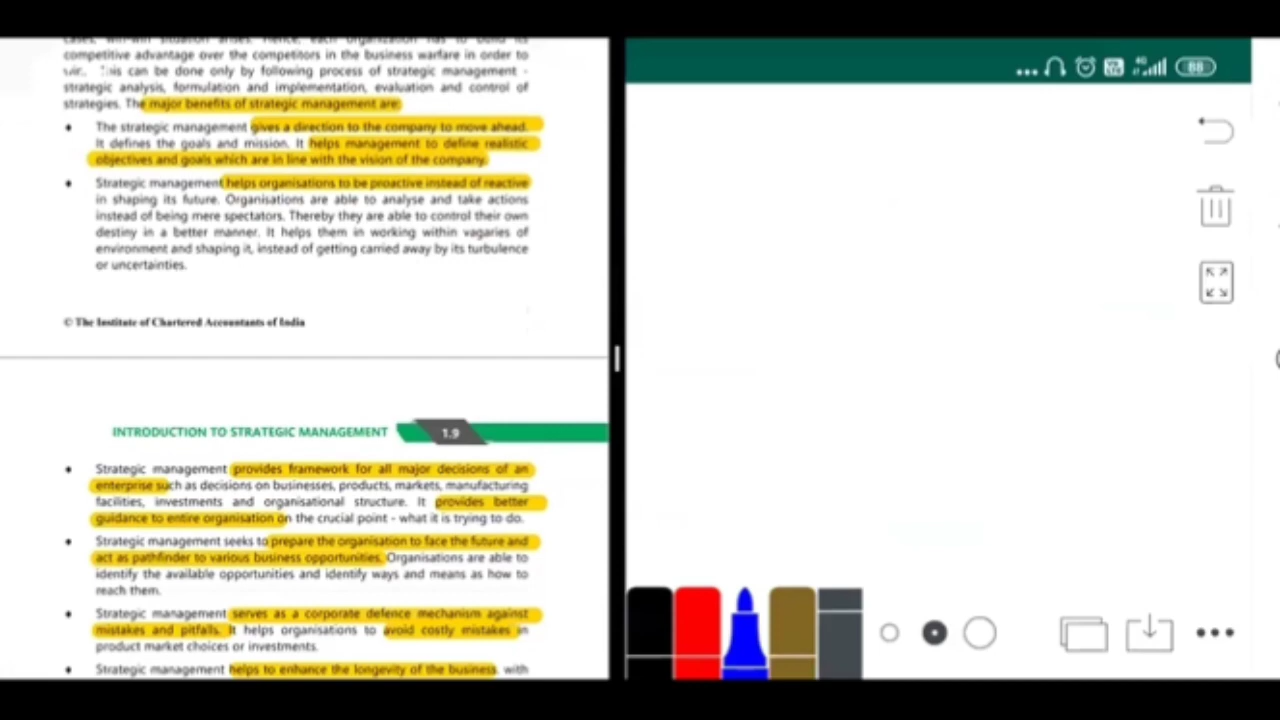 competitive advantage over the competitors in the business warfare in order to
This can be done only by following process of strategic management -
strategic analysis, formulation and implementation, evaluation and control of
strategies. The major benefits of strategic management are
♦ The strategic management gives a direction to the company to move ahead.
It defines the goals and mission. It helps management to define realistic
objectives and goals which are in line with the vision of the company.
♦ Strategic management helps organisations to be proactive instead of reactive
in shaping its future. Organisations are able to analyse and take actions
instead of being mere spectators. Thereby they are able to control their own
destiny in a better manner. It helps them in working within vagaries of
environment and shaping it, instead of getting carried away by its turbulence
or uncertainties.
© The Institute of Chartered Accountants of India
INTRODUCTION TO STRATEGIC MANAGEMENT 1.9
♦ Strategic management provides framework for all major decisions of an
enterprise such as decisions on businesses, products, markets, manufacturing
facilities, investments and organisational structure. It provides better
guidance to entire organisation on the crucial point - what it is trying to do.
♦ Strategic management seeks to prepare the organisation to face the future and
act as pathfinder to various business opportunities. Organisations are able to
identify the available opportunities and identify ways and means as how to
reach them.
♦ Strategic management serves as a corporate defence mechanism against
mistakes and pitfalls. It helps organisations to avoid costly mistakes in
product market choices or investments.
♦ Strategic management helps to enhance the longevity of the business. with
4G
88